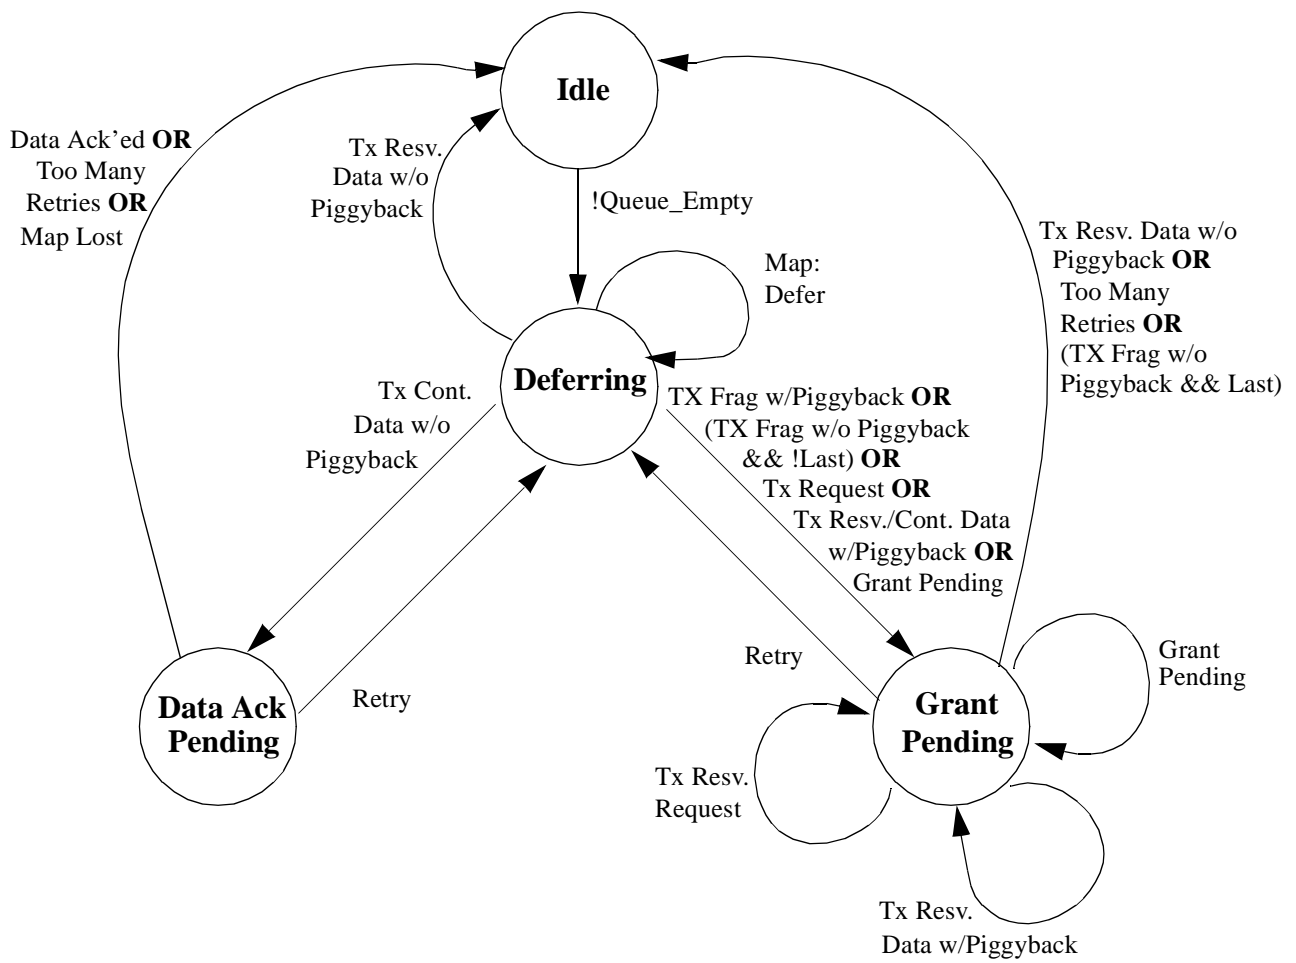 Idle
Data Ack'ed OR
Too Many
Retries OR
Map Lost
Tx Resv.
Data w/o
Piggyback
!Queue_Empty
Tx Resv. Data w/o
Piggyback OR
Too Many
Retries OR
(TX Frag w/o
Piggyback && Last)
Map:
Defer
Deferring
Tx Cont.
Data w/o
Piggyback
TX Frag w/Piggyback OR
(TX Frag w/o Piggyback
&& !Last) OR
Tx Request OR
Tx Resv./Cont. Data
w/Piggyback OR
Grant Pending
Retry
Retry
Grant
Pending
Data Ack
Pending
Grant
Pending
Tx Resv.
Request
Tx Resv.
Data w/Piggyback